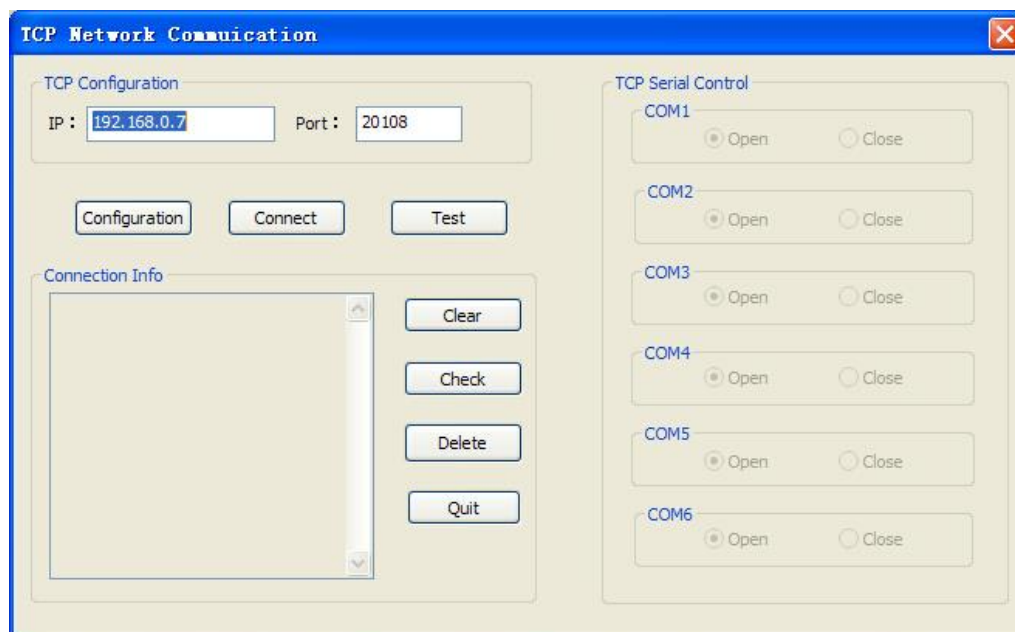 TCP Network Commuication
TCP Configuration
IP: 192.168.0.7 Port: 20108
Configuration Connect Test
Connection Info
Clear
Check
Delete
Quit
TCP Serial Control
COM1
Open Close
COM2
Open Close
COM3
Open Close
COM4
Open Close
COM5
Open Close
COM6
Open Close